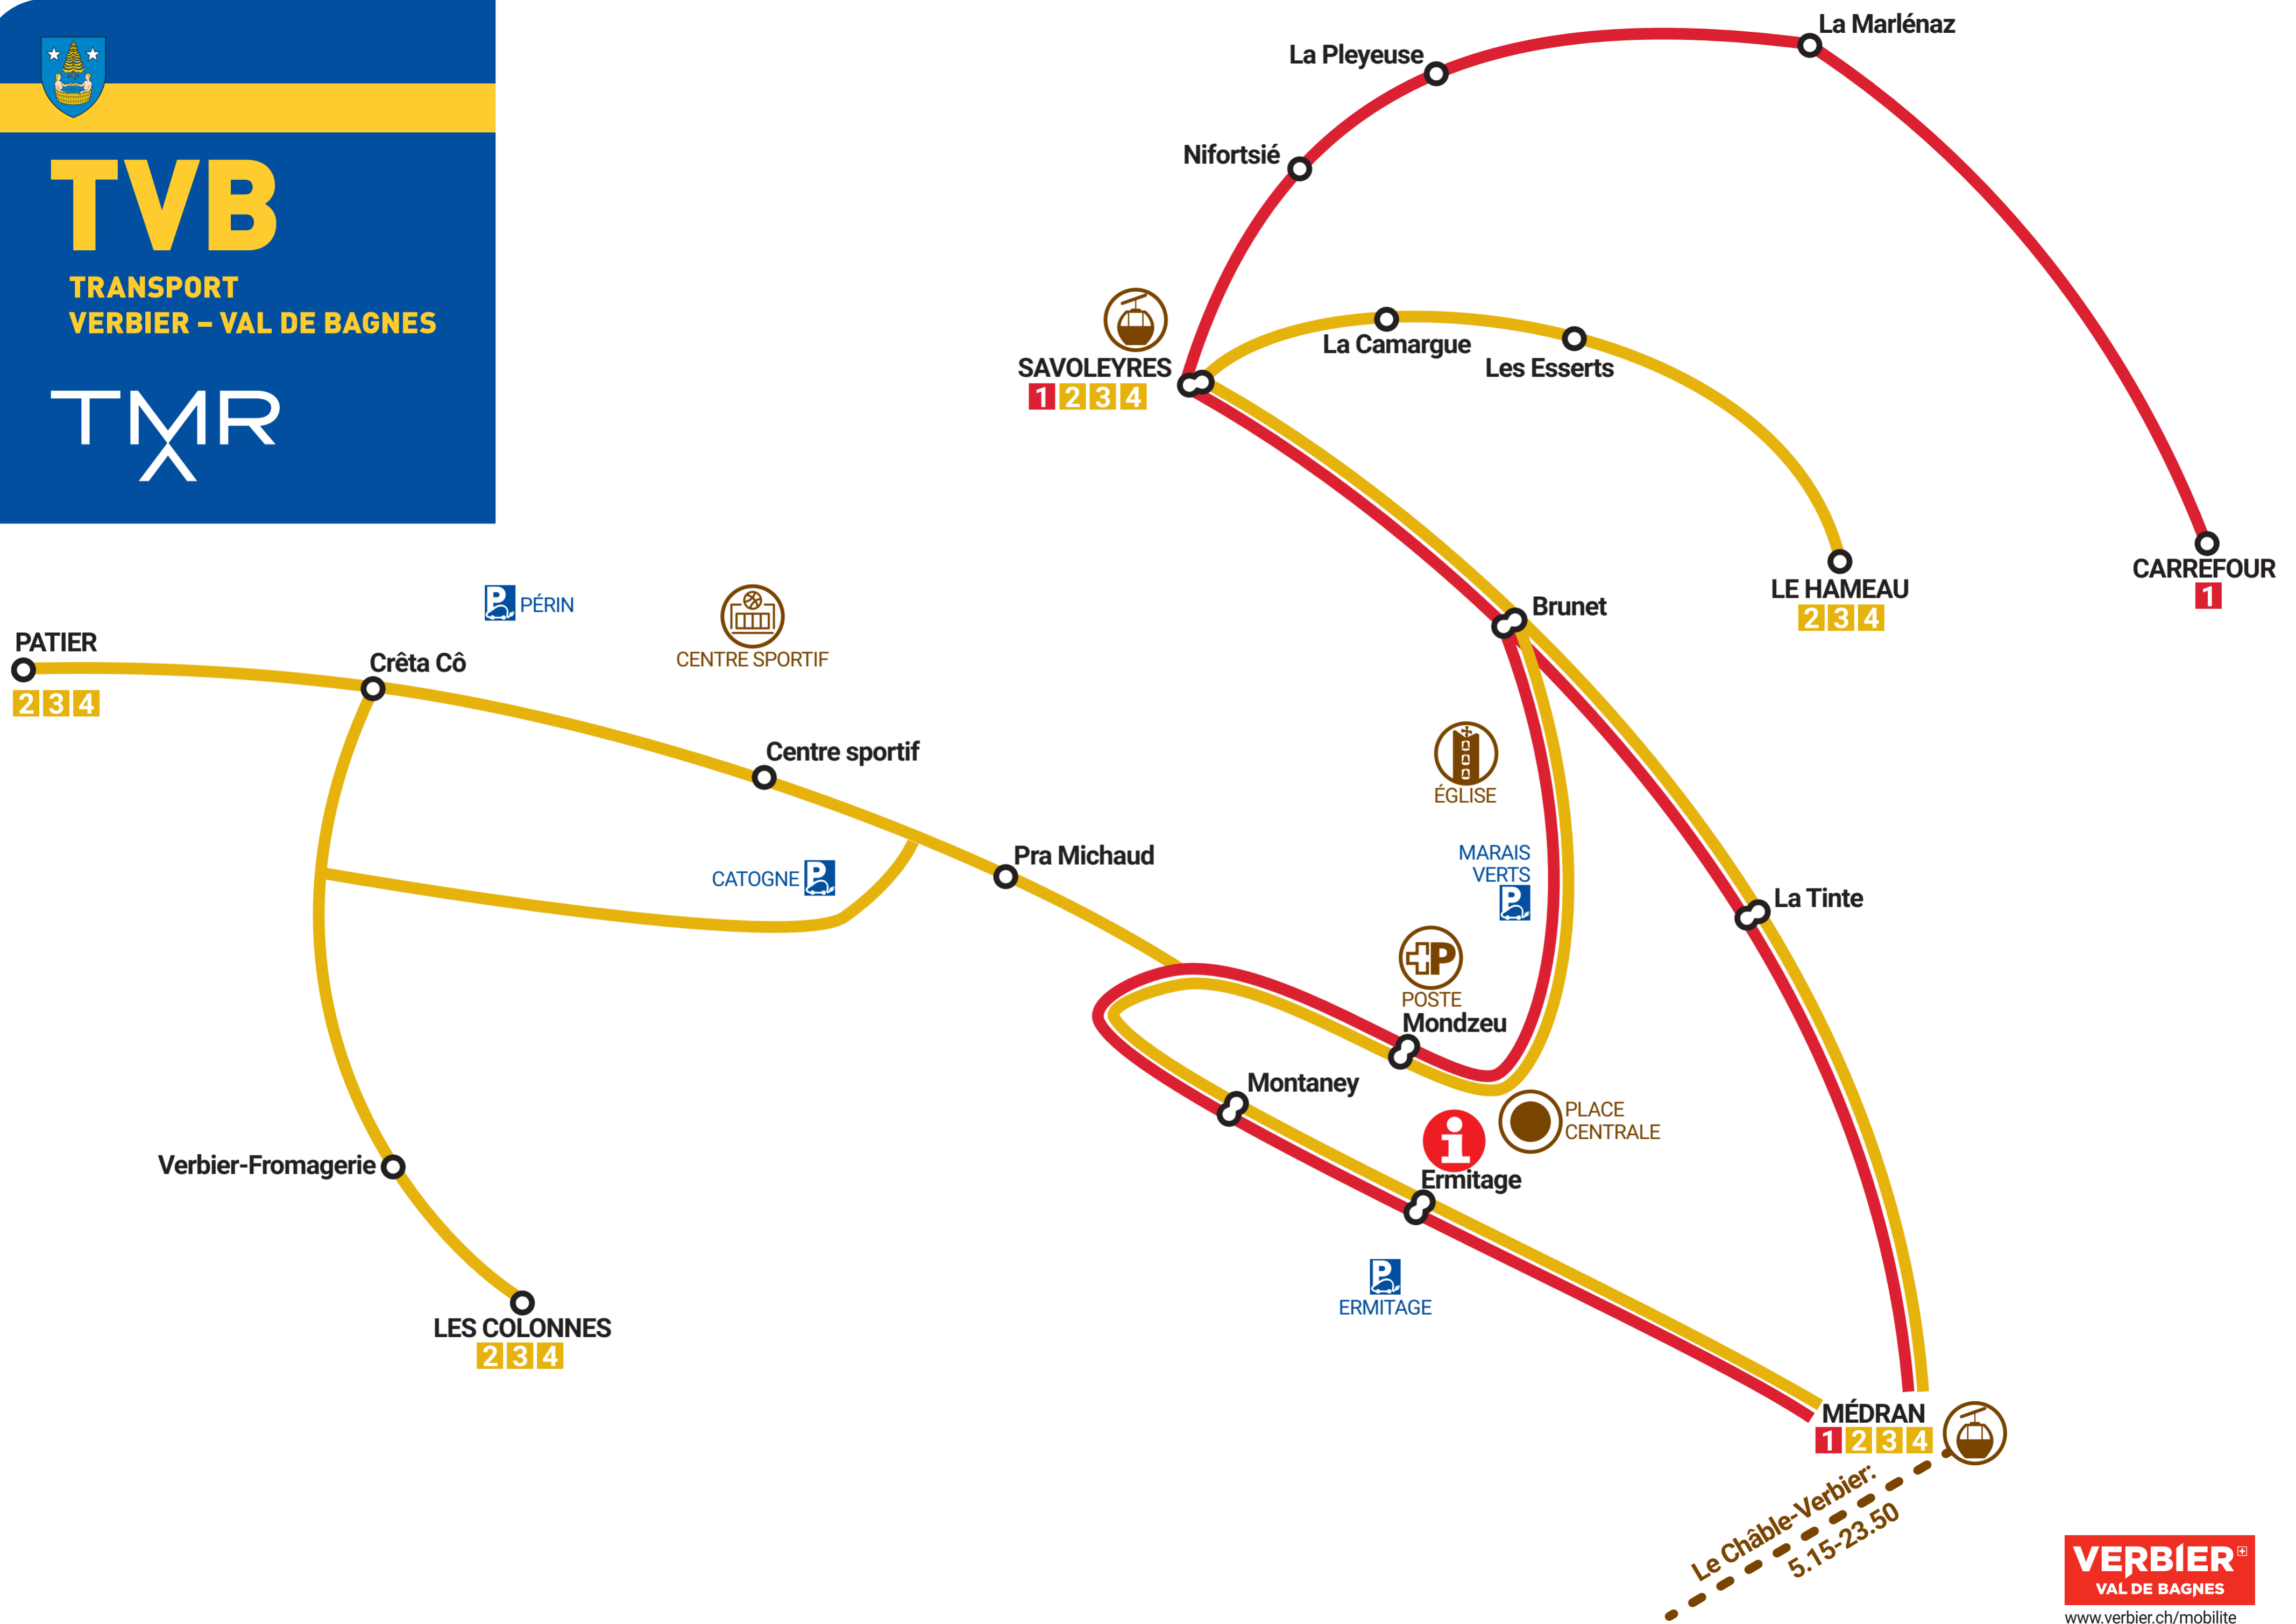 TVB
TRANSPORT
VERBIER – VAL DE BAGNES
TMR
La Marlénaz
La Pleyeuse
Nifortsié
SAVOLEYRES
1 2 3 4
La Camargue
Les Esserts
LE HAMEAU
2 3 4
CARREFOUR
1
Brunet
P PÉRIN
CENTRE SPORTIF
PATIER
2 3 4
Crêta Cô
Centre sportif
ÉGLISE
CATOGNE P
Pra Michaud
MARAIS
VERTS
P
La Tinte
P
POSTE
Mondzeu
Montaney
PLACE
CENTRALE
i
Ermitage
Verbier-Fromagerie
P
ERMITAGE
LES COLONNES
2 3 4
MÉDRAN
1 2 3 4
Le Châble-Verbier:
5.15-23.50
VERBIER
VAL DE BAGNES
www.verbier.ch/mobilite